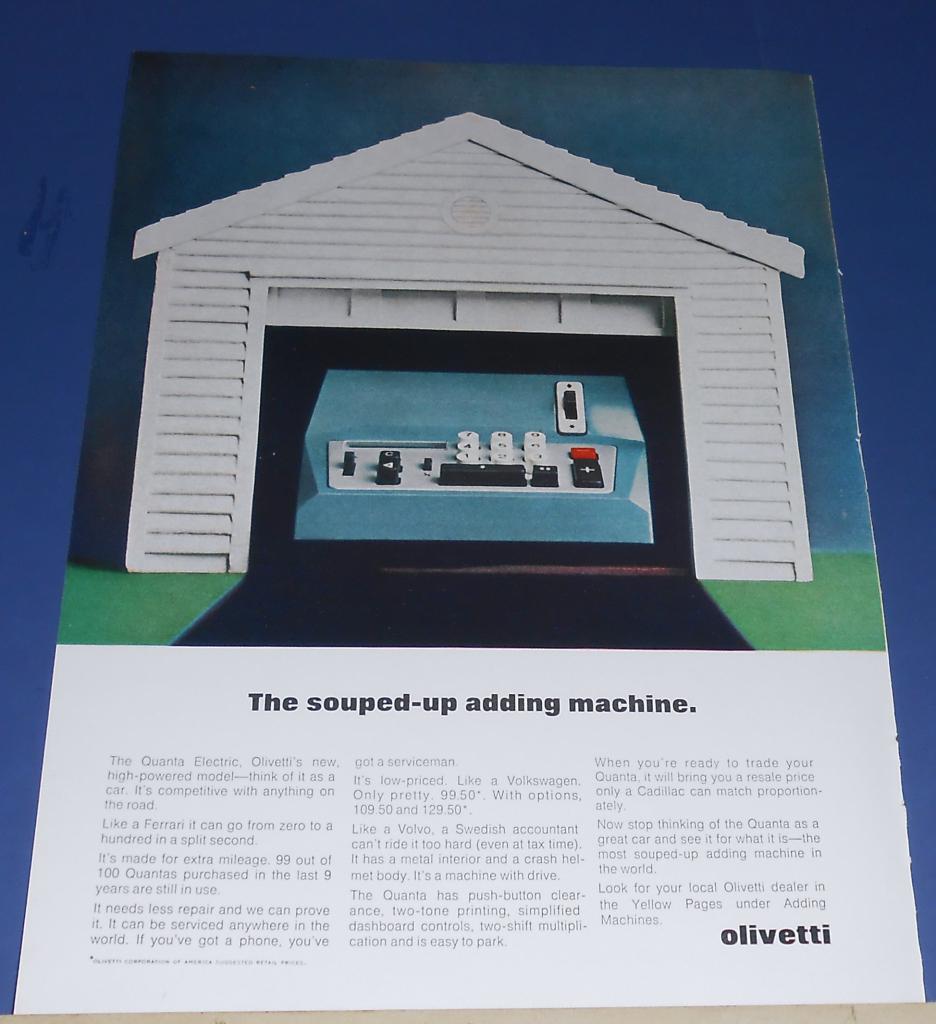 The souped-up adding machine.
The Quanta Electric, Olivetti's new,
high-powered model—think of it as a
car. It's competitive with anything on
the road.
Like a Ferrari it can go from zero to a
hundred in a split second.
It's made for extra mileage. 99 out of
100 Quantas purchased in the last 9
years are still in use.
It needs less repair and we can prove
it. It can be serviced anywhere in the
world. If you've got a phone, you've
got a serviceman.
It's low-priced. Like a Volkswagen.
Only pretty. 99.50*. With options,
109.50 and 129.50*.
Like a Volvo, a Swedish accountant
can't ride it too hard (even at tax time).
It has a metal interior and a crash hel-
met body. It's a machine with drive.
The Quanta has push-button clear-
ance, two-tone printing, simplified
dashboard controls, two-shift multipli-
cation and is easy to park.
When you're ready to trade your
Quanta, it will bring you a resale price
only a Cadillac can match proportion-
ately.
Now stop thinking of the Quanta as a
great car and see it for what it is—the
most souped-up adding machine in
the world.
Look for your local Olivetti dealer in
the Yellow Pages under Adding
Machines.
olivetti
*OLIVETTI CORPORATION OF AMERICA SUGGESTED RETAIL PRICES.